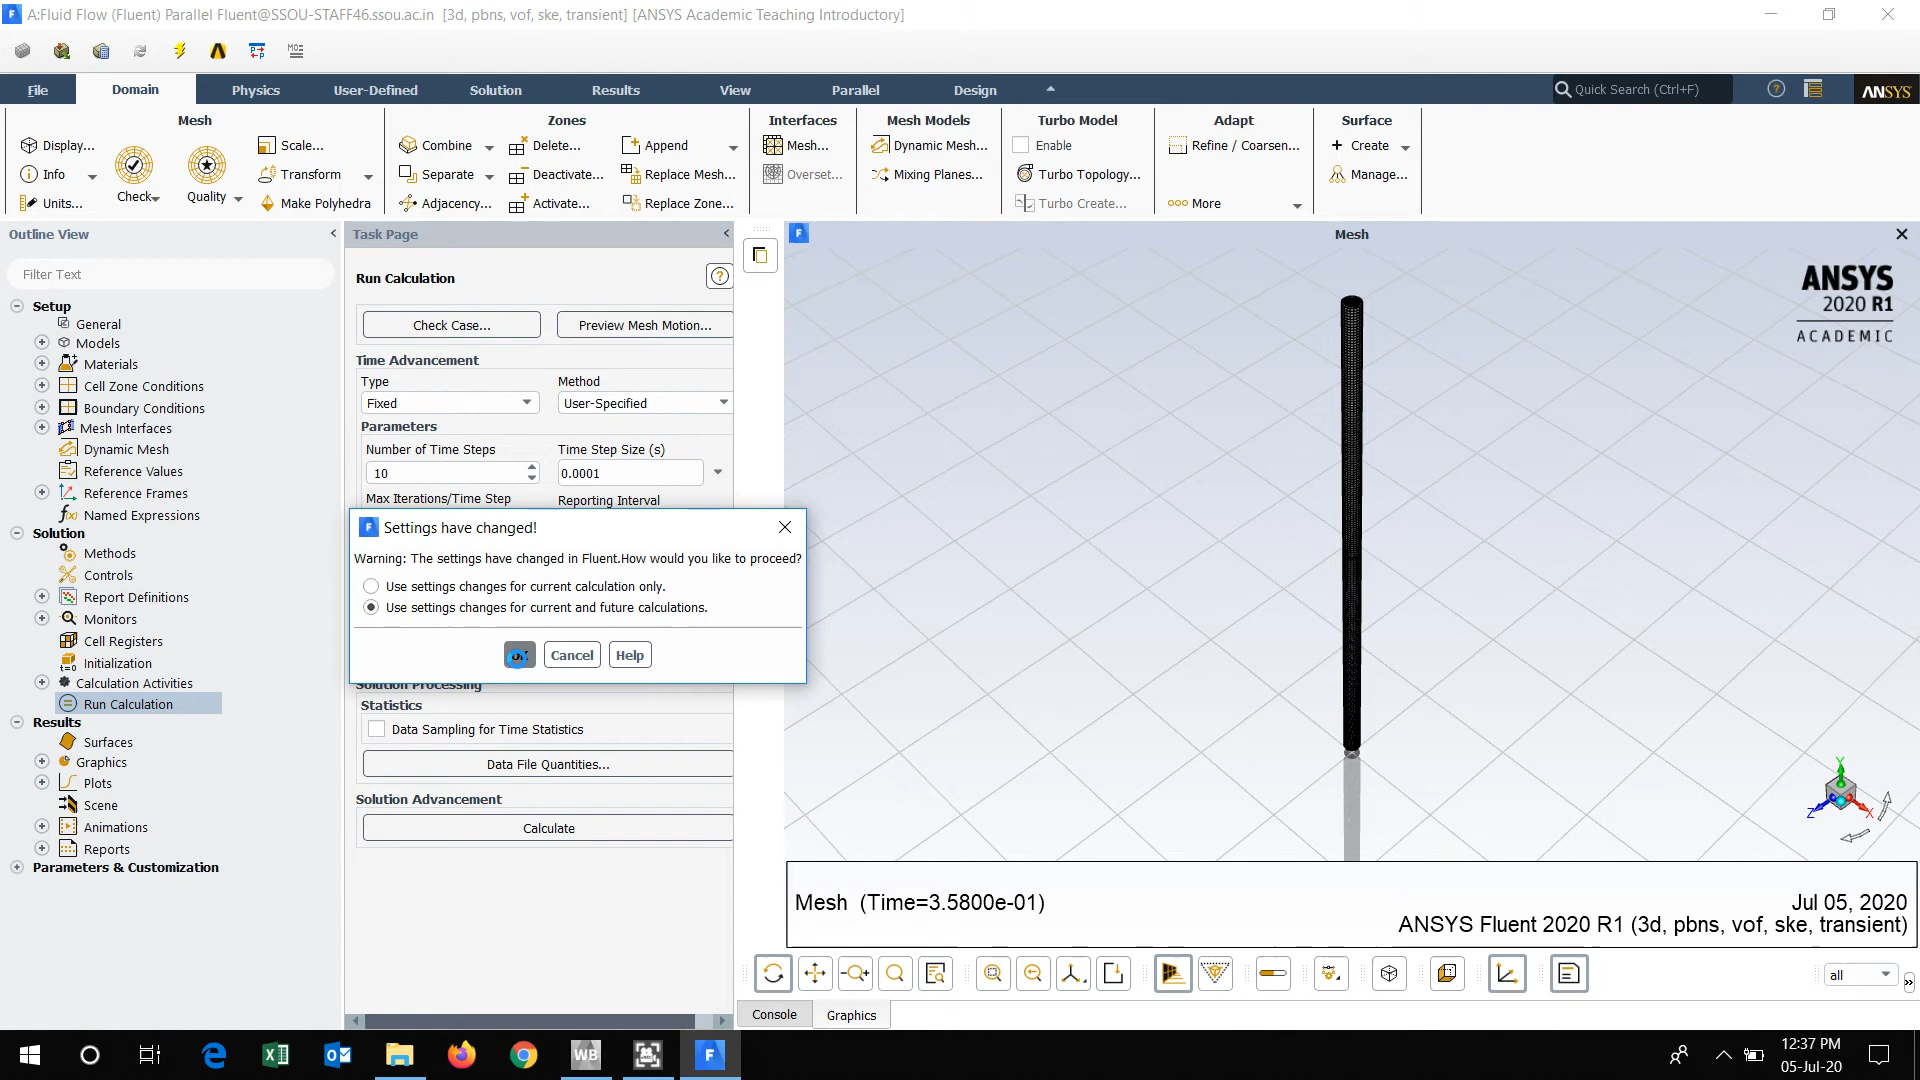 A:Fluid Flow (Fluent) Parallel Fluent@SSOU-STAFF46.ssou.ac.in [3d, pbns, vof, ske, transient] [ANSYS Academic Teaching Introductory]
File Domain Physics User-Defined Solution Results View Parallel Design Quick Search (Ctrl+F) ANSYS
Mesh Zones Interfaces Mesh Models Turbo Model Adapt Surface
Display... Scale... Combine Delete... Append Mesh... Dynamic Mesh... Enable Refine / Coarsen... Create
Info Transform Separate Deactivate... Replace Mesh... Overset... Mixing Planes... Turbo Topology... Manage...
Check Quality
Units... Make Polyhedra Adjacency... Activate... Replace Zone... Turbo Create... More
Outline View
Filter Text
Setup
General
Models
Materials
Cell Zone Conditions
Boundary Conditions
Mesh Interfaces
Dynamic Mesh
Reference Values
Reference Frames
Named Expressions
Solution
Methods
Controls
Report Definitions
Monitors
Cell Registers
Initialization
Calculation Activities
Run Calculation
Results
Surfaces
Graphics
Plots
Scene
Animations
Reports
Parameters & Customization
Task Page
Run Calculation
Check Case... Preview Mesh Motion...
Time Advancement
Type Method
Fixed User-Specified
Parameters
Number of Time Steps Time Step Size (s)
10 0.0001
Max Iterations/Time Step Reporting Interval
Settings have changed!
Warning: The settings have changed in Fluent.How would you like to proceed?
Use settings changes for current calculation only.
Use settings changes for current and future calculations.
OK Cancel Help
Solution Processing
Statistics
Data Sampling for Time Statistics
Data File Quantities...
Solution Advancement
Calculate
Mesh
ANSYS
2020 R1
ACADEMIC
Y
Z X
Mesh (Time=3.5800e-01) Jul 05, 2020
ANSYS Fluent 2020 R1 (3d, pbns, vof, ske, transient)
all
Console Graphics
WB
12:37 PM
05-Jul-20